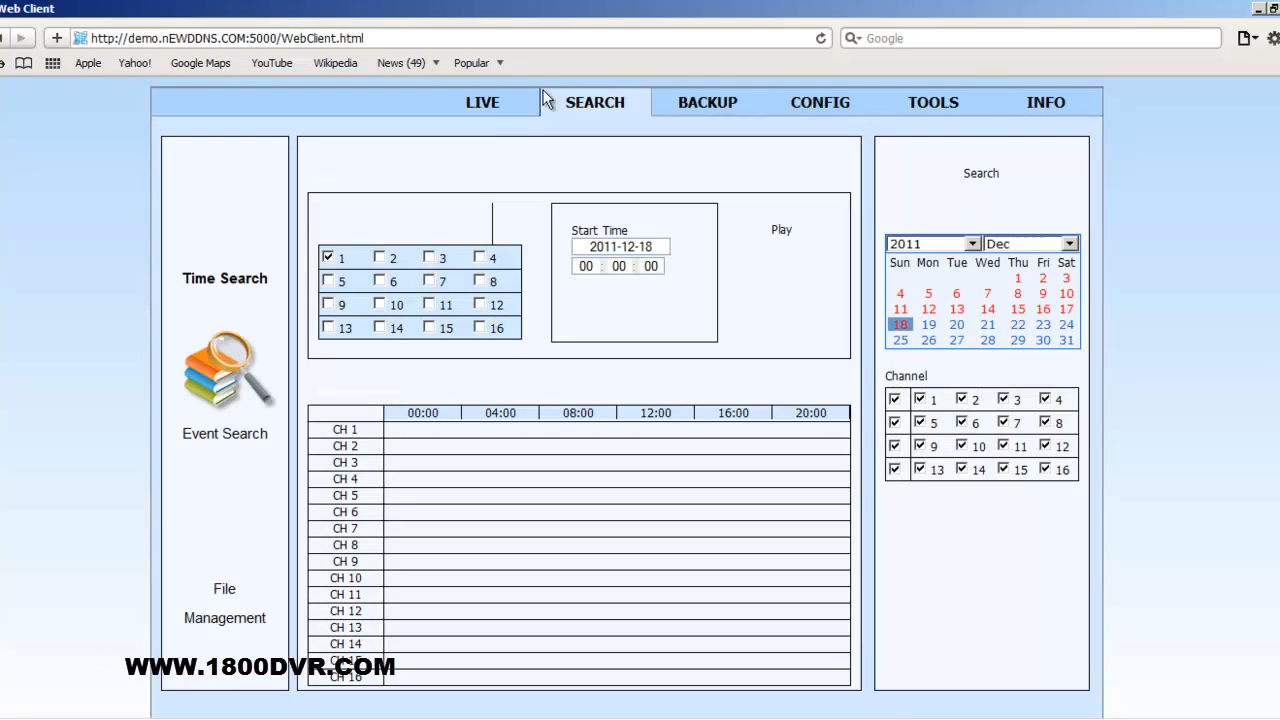 Web Client
http://demo.nEWDDNS.COM:5000/WebClient.html
Google
Apple Yahoo! Google Maps YouTube Wikipedia News (49) Popular
LIVE SEARCH BACKUP CONFIG TOOLS INFO
Time Search
Event Search
File
Management
1 2 3 4
5 6 7 8
9 10 11 12
13 14 15 16
Start Time
2011-12-18
00 : 00 : 00
Play
00:00 04:00 08:00 12:00 16:00 20:00
CH 1
CH 2
CH 3
CH 4
CH 5
CH 6
CH 7
CH 8
CH 9
CH 10
CH 11
CH 12
CH 13
CH 14
CH 15
CH 16
Search
2011 Dec
Sun Mon Tue Wed Thu Fri Sat
1 2 3
4 5 6 7 8 9 10
11 12 13 14 15 16 17
18 19 20 21 22 23 24
25 26 27 28 29 30 31
Channel
1 2 3 4
5 6 7 8
9 10 11 12
13 14 15 16
WWW.1800DVR.COM